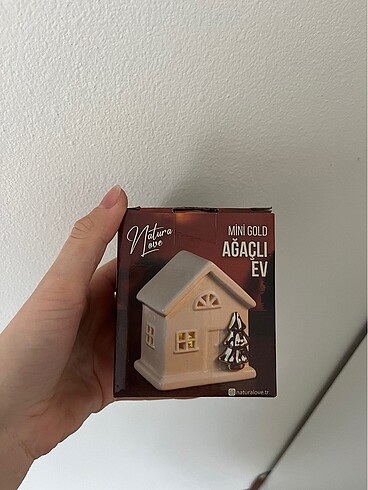 Natura
Love
MİNİ GOLD
AĞAÇLI
EV
naturalove.tr